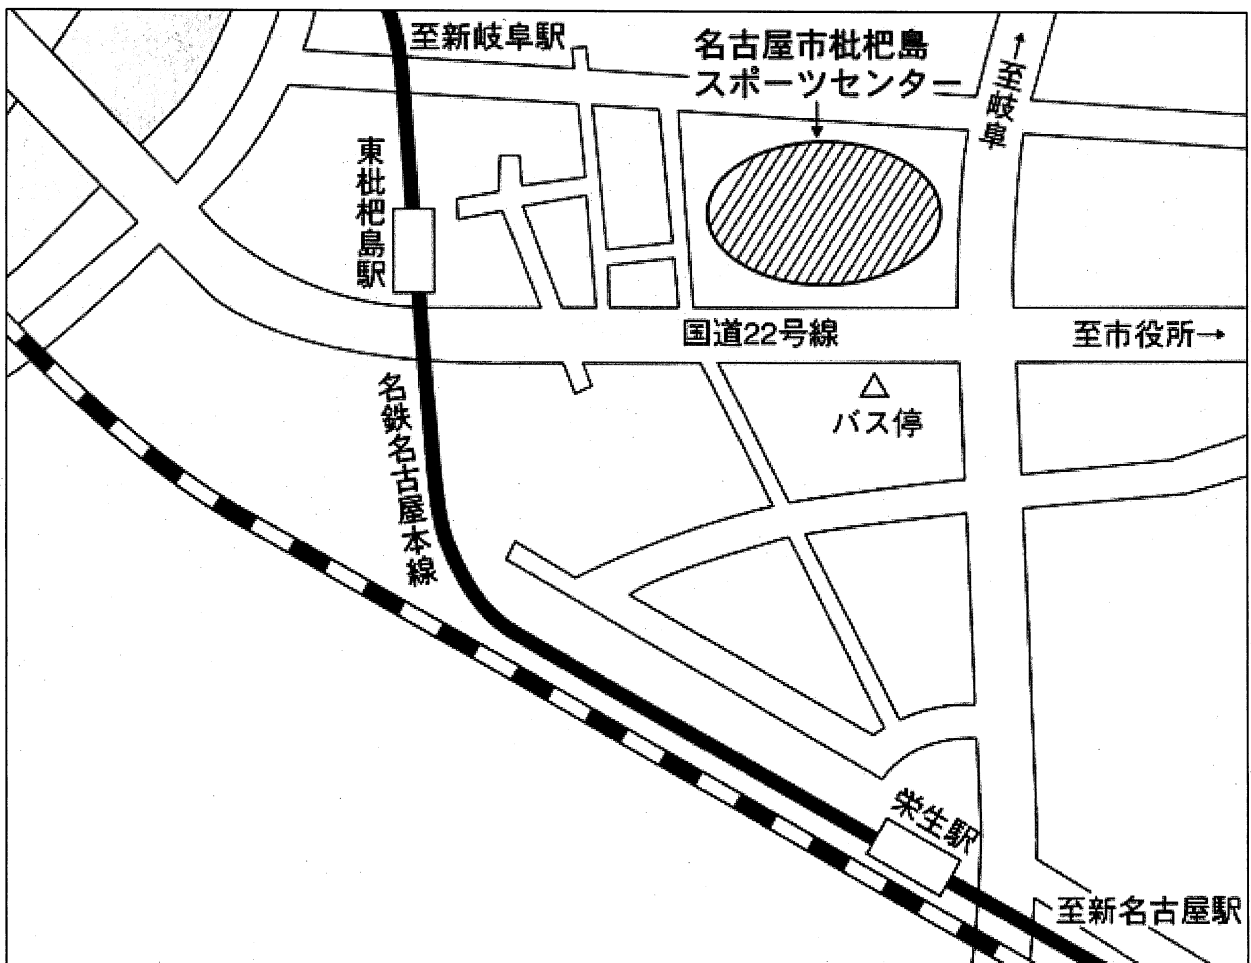 至新岐阜駅
名古屋市枇杷島
スポーツセンター
↑至岐阜
東枇杷島駅
国道22号線
至市役所→
バス停
名鉄名古屋本線
栄生駅
至新名古屋駅